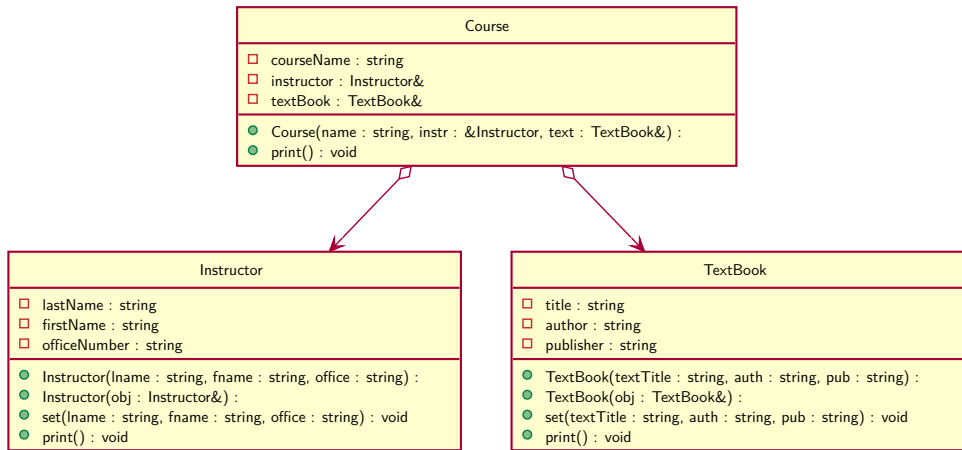 Course
courseName : string
instructor : Instructor&
textBook : TextBook&
Course(name : string, instr : &Instructor, text : TextBook&) :
print() : void
Instructor
lastName : string
firstName : string
officeNumber : string
Instructor(lname : string, fname : string, office : string) :
Instructor(obj : Instructor&) :
set(lname : string, fname : string, office : string) : void
print() : void
TextBook
title : string
author : string
publisher : string
TextBook(textTitle : string, auth : string, pub : string) :
TextBook(obj : TextBook&) :
set(textTitle : string, auth : string, pub : string) : void
print() : void